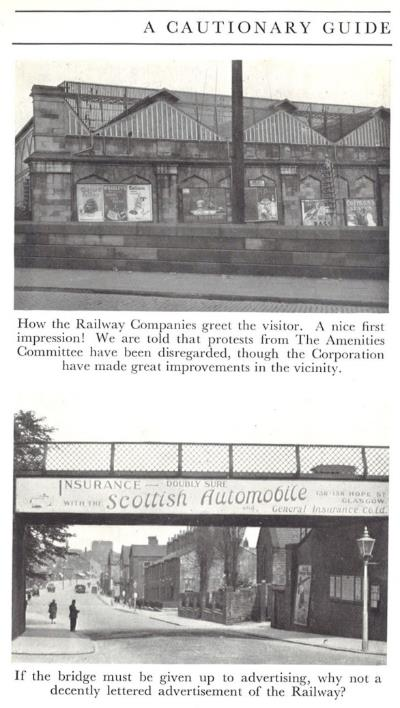 A CAUTIONARY GUIDE
How the Railway Companies greet the visitor. A nice first
impression! We are told that protests from The Amenities
Committee have been disregarded, though the Corporation
have made great improvements in the vicinity.
INSURANCE — DOUBLY SURE
WITH THE Scottish Automobile
HOPE ST
GLASGOW.
and General Insurance Co. Ltd.
If the bridge must be given up to advertising, why not a
decently lettered advertisement of the Railway?